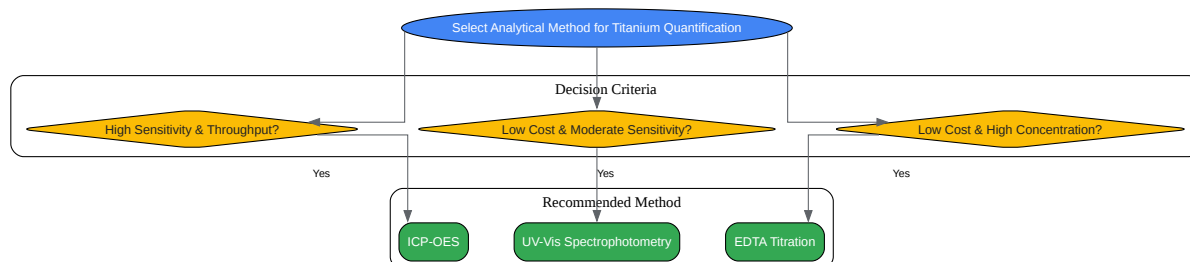 Select Analytical Method for Titanium Quantification
Decision Criteria
High Sensitivity & Throughput?
Low Cost & Moderate Sensitivity?
Low Cost & High Concentration?
Yes
Yes
Yes
Recommended Method
ICP-OES
UV-Vis Spectrophotometry
EDTA Titration